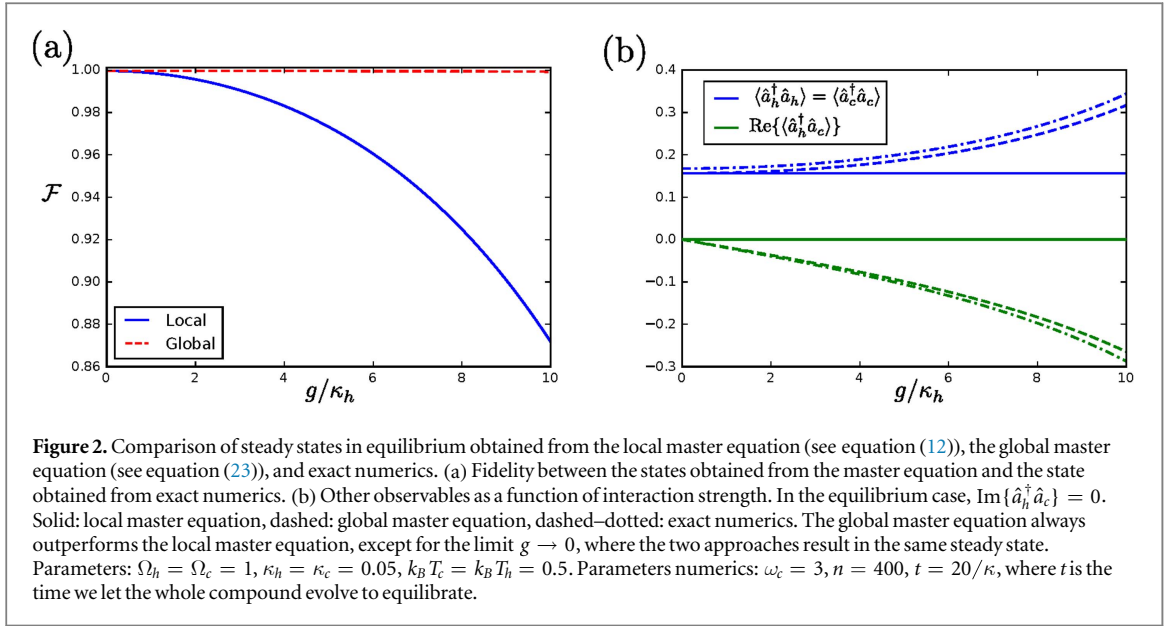 (a)
1.00
0.98
0.96
0.94
0.92
0.90
0.88
0.86
ℱ
Local
Global
0 2 4 6 8 10
g/κ_h
(b)
0.4
0.3
0.2
0.1
0.0
−0.1
−0.2
−0.3
⟨â_h^† â_h⟩ = ⟨â_c^† â_c⟩
Re{⟨â_h^† â_c⟩}
0 2 4 6 8 10
g/κ_h
Figure 2. Comparison of steady states in equilibrium obtained from the local master equation (see equation (12)), the global master
equation (see equation (23)), and exact numerics. (a) Fidelity between the states obtained from the master equation and the state
obtained from exact numerics. (b) Other observables as a function of interaction strength. In the equilibrium case, Im{â_h^† â_c} = 0.
Solid: local master equation, dashed: global master equation, dashed–dotted: exact numerics. The global master equation always
outperforms the local master equation, except for the limit g → 0, where the two approaches result in the same steady state.
Parameters: Ω_h = Ω_c = 1, κ_h = κ_c = 0.05, k_B T_c = k_B T_h = 0.5. Parameters numerics: ω_c = 3, n = 400, t = 20/κ, where t is the
time we let the whole compound evolve to equilibrate.